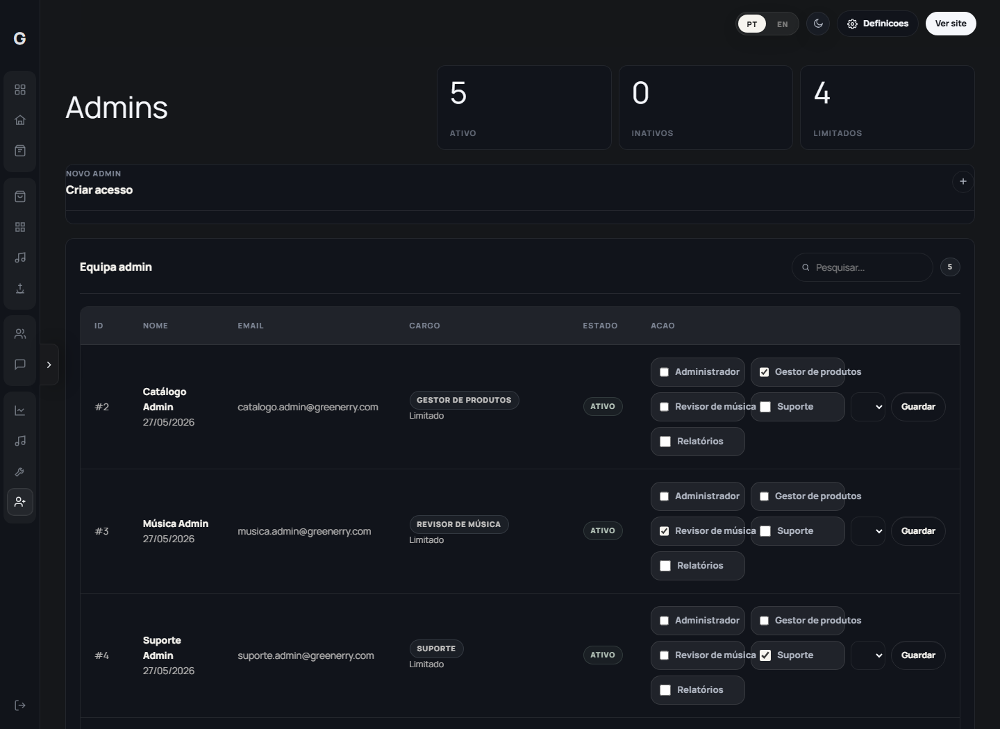 G
PT EN Definicoes Ver site
Admins
5
ATIVO
0
INATIVOS
4
LIMITADOS
NOVO ADMIN
Criar acesso
+
Equipa admin
Pesquisar...
5
ID NOME EMAIL CARGO ESTADO ACAO
#2
Catálogo
Admin
27/05/2026
catalogo.admin@greenerry.com
GESTOR DE PRODUTOS
Limitado
ATIVO
Administrador
Gestor de produtos
Revisor de música
Suporte
Relatórios
Guardar
#3
Música Admin
27/05/2026
musica.admin@greenerry.com
REVISOR DE MÚSICA
Limitado
ATIVO
Administrador
Gestor de produtos
Revisor de música
Suporte
Relatórios
Guardar
#4
Suporte
Admin
27/05/2026
suporte.admin@greenerry.com
SUPORTE
Limitado
ATIVO
Administrador
Gestor de produtos
Revisor de música
Suporte
Relatórios
Guardar